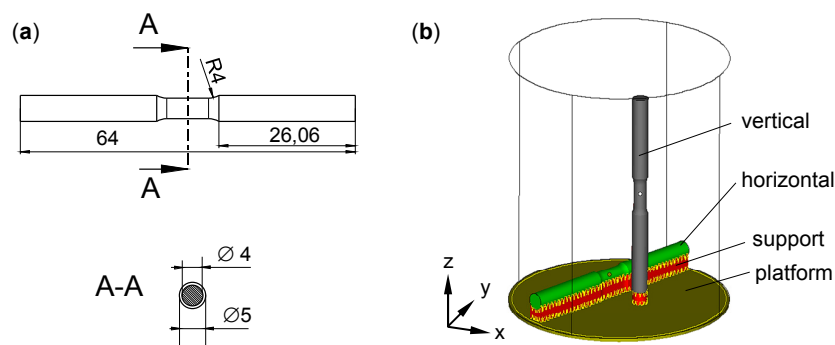 (a)
A
R4
64
26,06
A
A-A
∅ 4
∅5
(b)
vertical
horizontal
support
platform
z
y
x